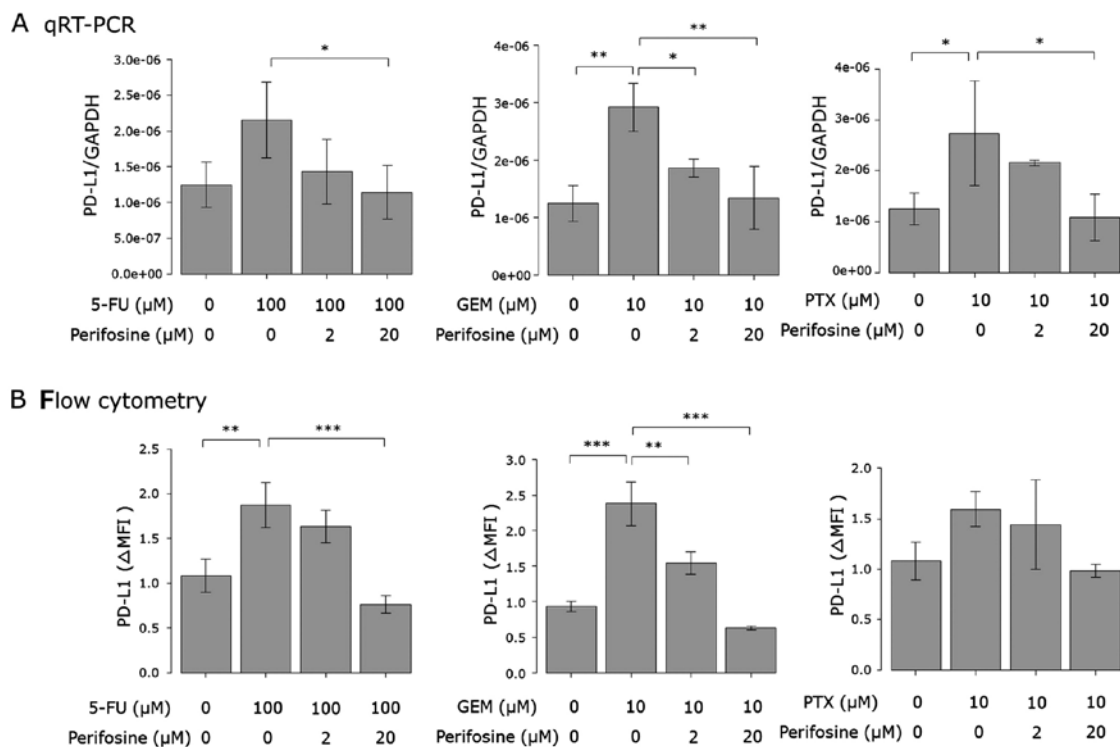 A qRT-PCR
*
3.0e-06
2.5e-06
2.0e-06
1.5e-06
1.0e-06
5.0e-07
0.0e+00
PD-L1/GAPDH
5-FU (μM) 0 100 100 100
Perifosine (μM) 0 0 2 20
** ** *
4e-06
3e-06
2e-06
1e-06
0e+00
PD-L1/GAPDH
GEM (μM) 0 10 10 10
Perifosine (μM) 0 0 2 20
* *
4e-06
3e-06
2e-06
1e-06
0e+00
PD-L1/GAPDH
PTX (μM) 0 10 10 10
Perifosine (μM) 0 0 2 20
B Flow cytometry
** ***
2.5
2.0
1.5
1.0
0.5
0.0
PD-L1 (△MFI )
5-FU (μM) 0 100 100 100
Perifosine (μM) 0 0 2 20
***
*** **
3.0
2.5
2.0
1.5
1.0
0.5
0.0
PD-L1 (△MFI )
GEM (μM) 0 10 10 10
Perifosine (μM) 0 0 2 20
2.0
1.5
1.0
0.5
0.0
PD-L1 (△MFI )
PTX (μM) 0 10 10 10
Perifosine (μM) 0 0 2 20